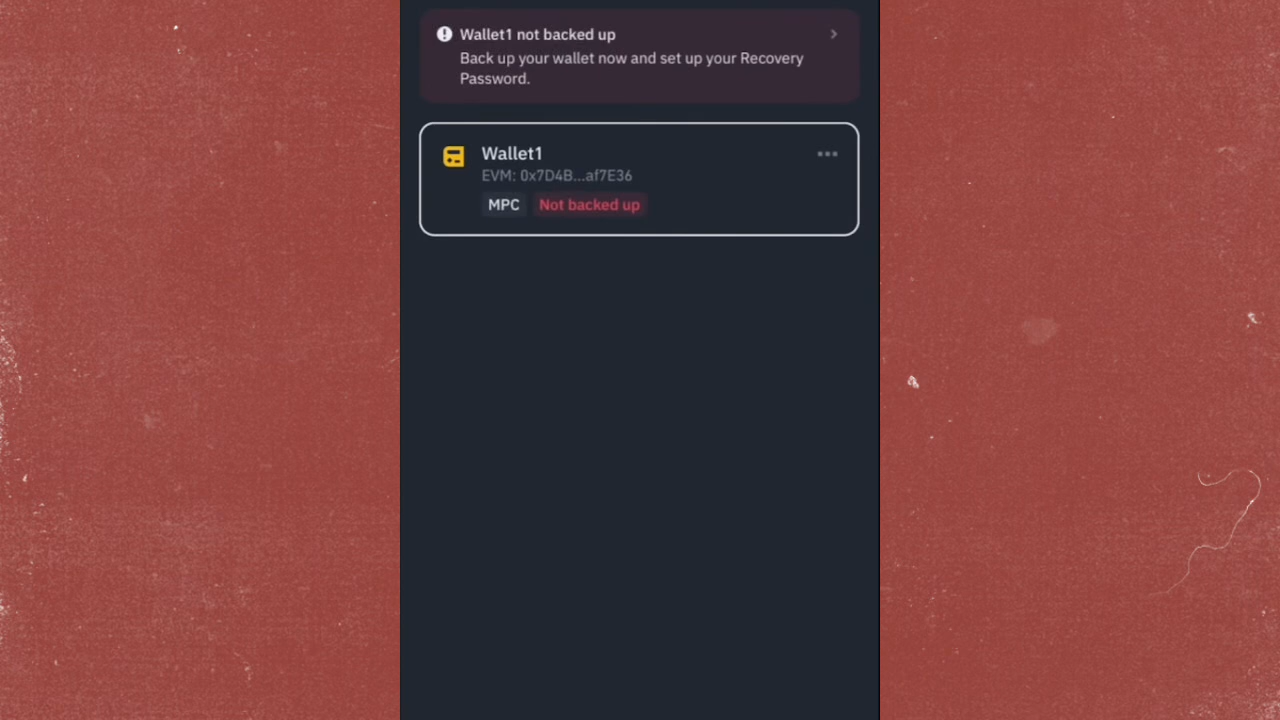 Wallet1 not backed up
Back up your wallet now and set up your Recovery
Password.
Wallet1
EVM: 0x7D4B...af7E36
MPC Not backed up